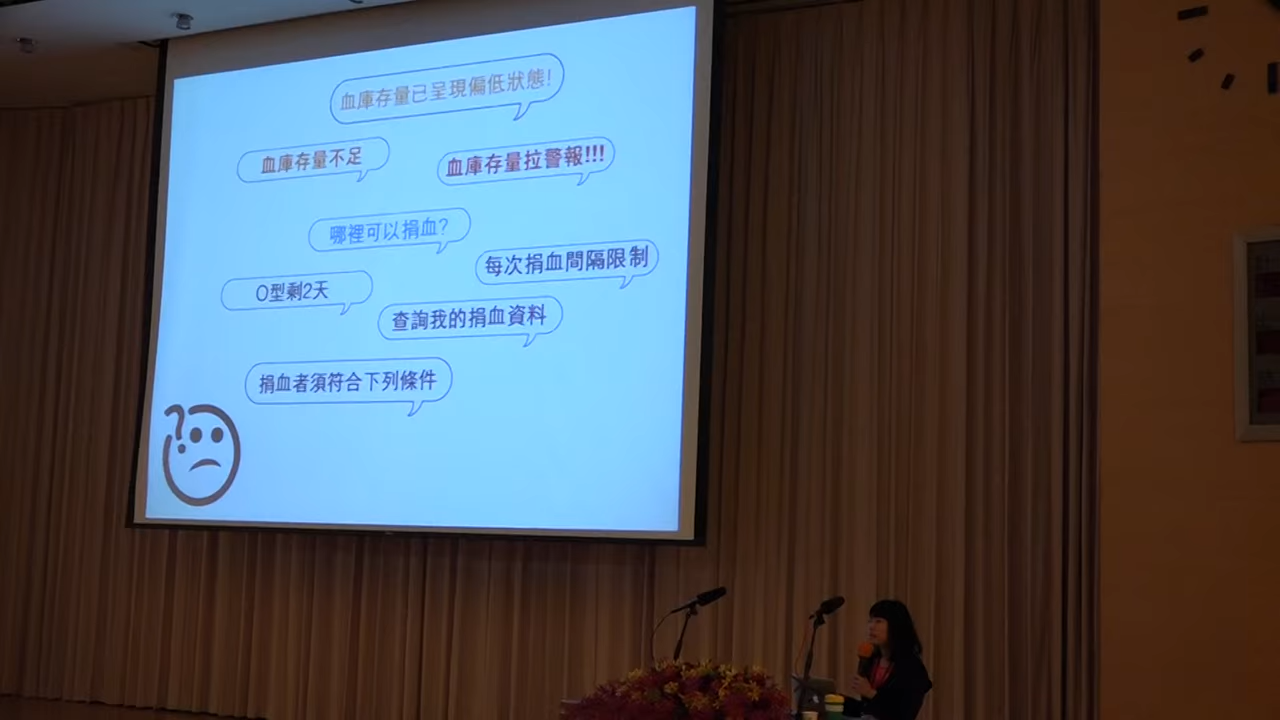 血庫存量已呈現偏低狀態!
血庫存量不足
血庫存量拉警報!!!
哪裡可以捐血?
每次捐血間隔限制
O型剩2天
查詢我的捐血資料
捐血者須符合下列條件
?